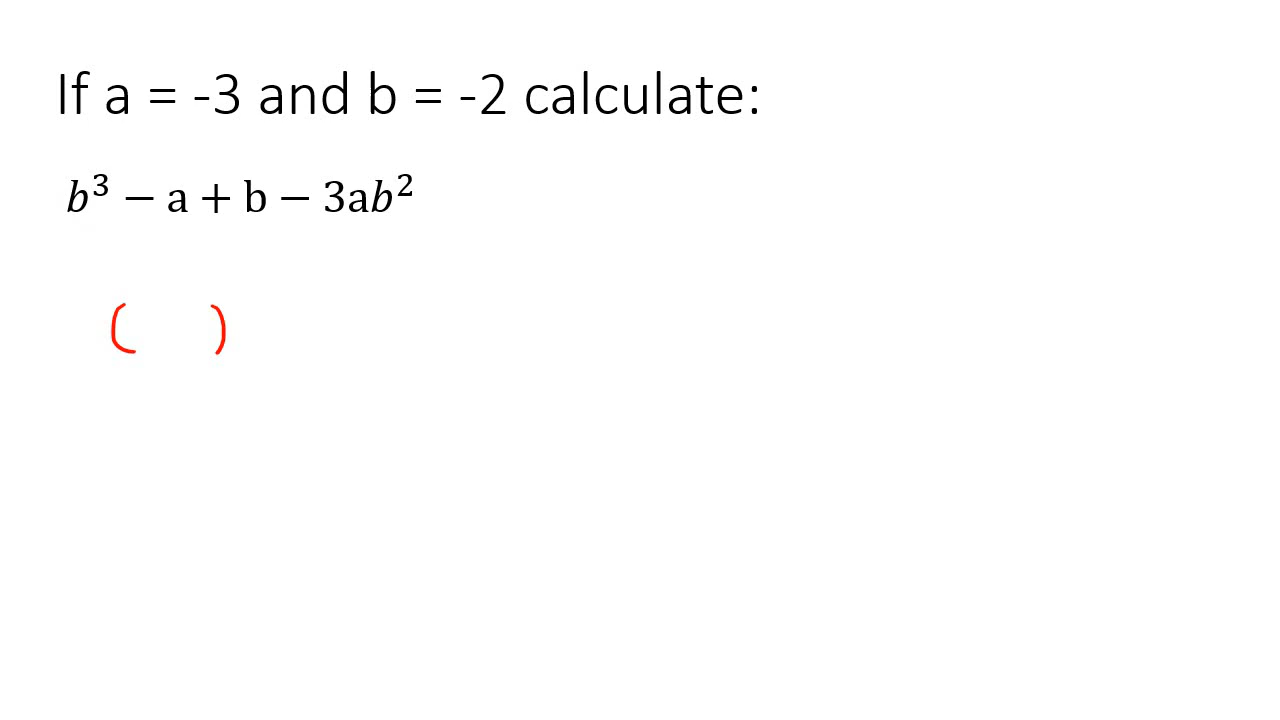 If a = -3 and b = -2 calculate:
b³ − a + b − 3ab²
( )